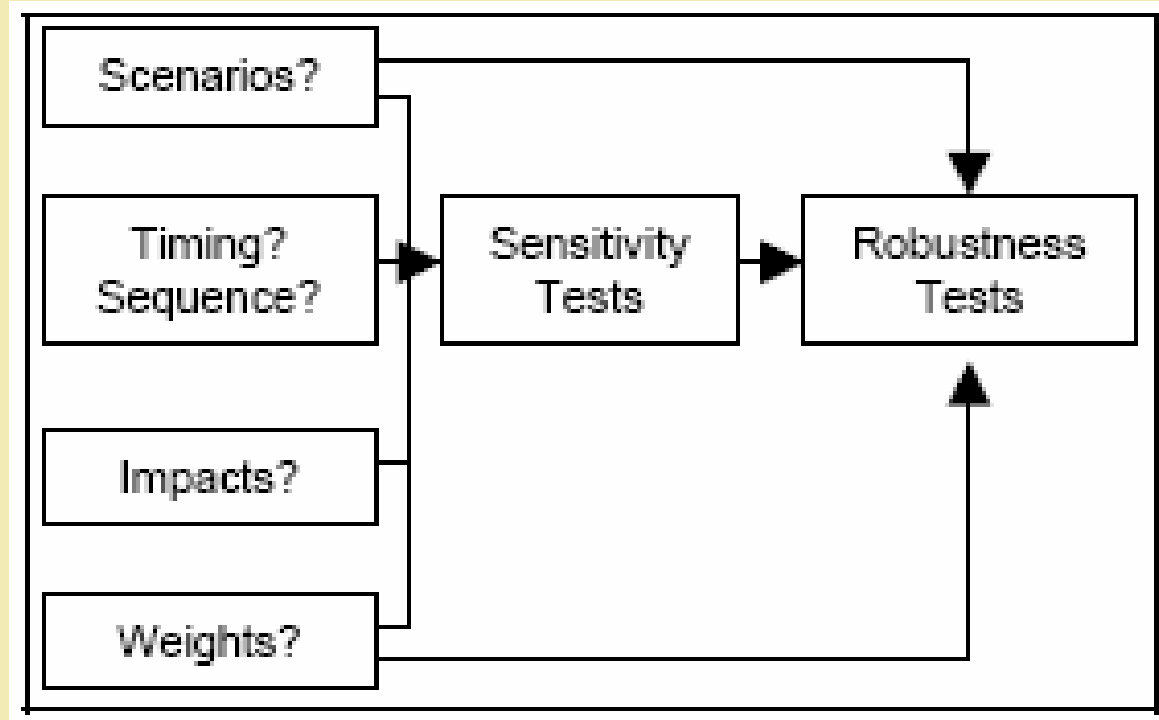 Scenarios?
Timing?
Sequence?
Sensitivity
Tests
Robustness
Tests
Impacts?
Weights?